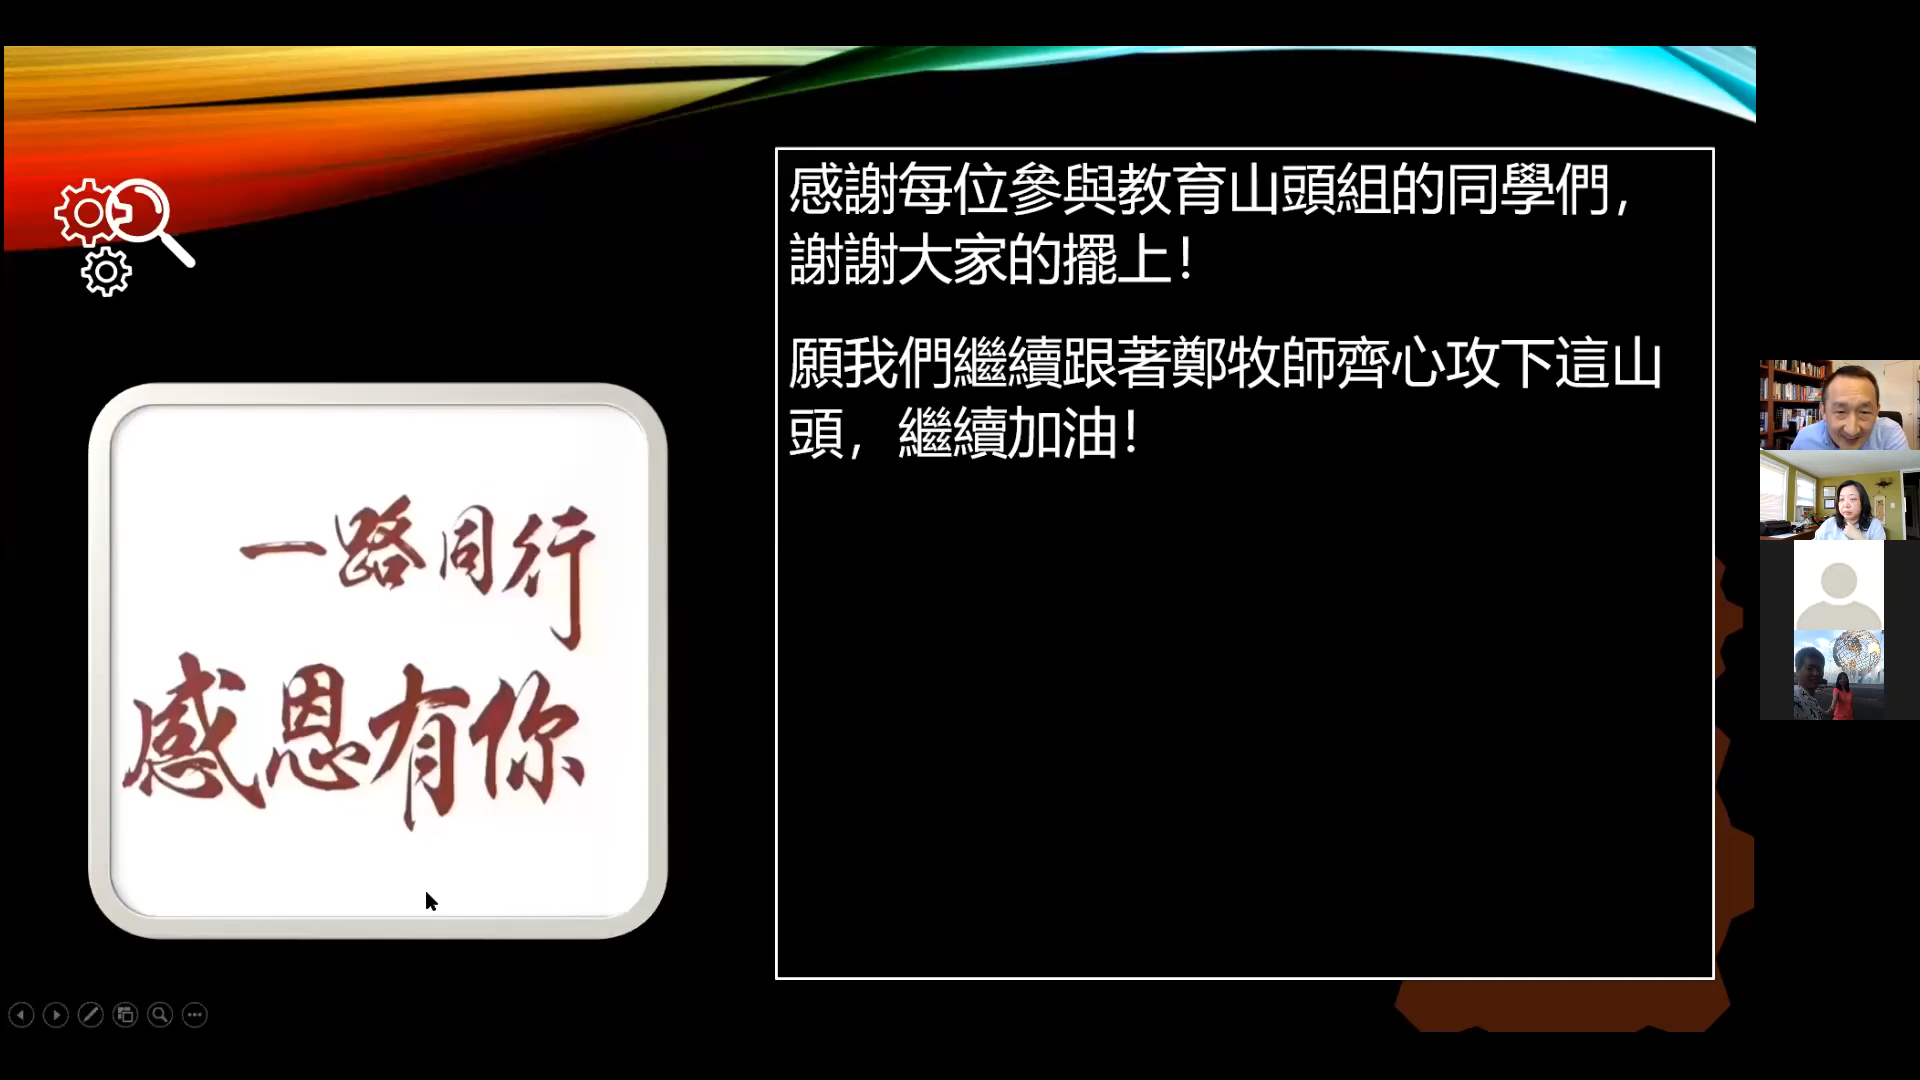 感謝每位參與教育山頭組的同學們，
謝謝大家的擺上！
願我們繼續跟著鄭牧師齊心攻下這山
頭，繼續加油！
一路同行
感恩有你